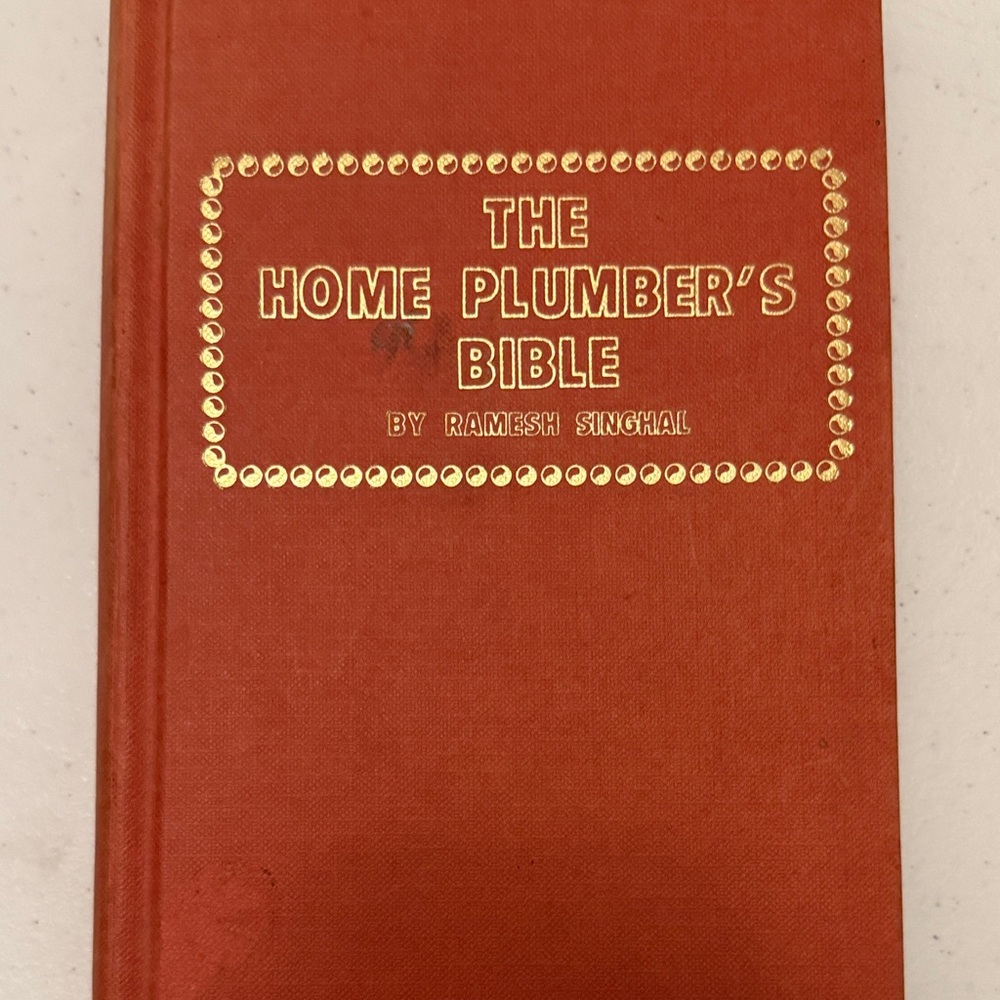 THE
HOME PLUMBER'S
BIBLE
BY RAMESH SINGHAL